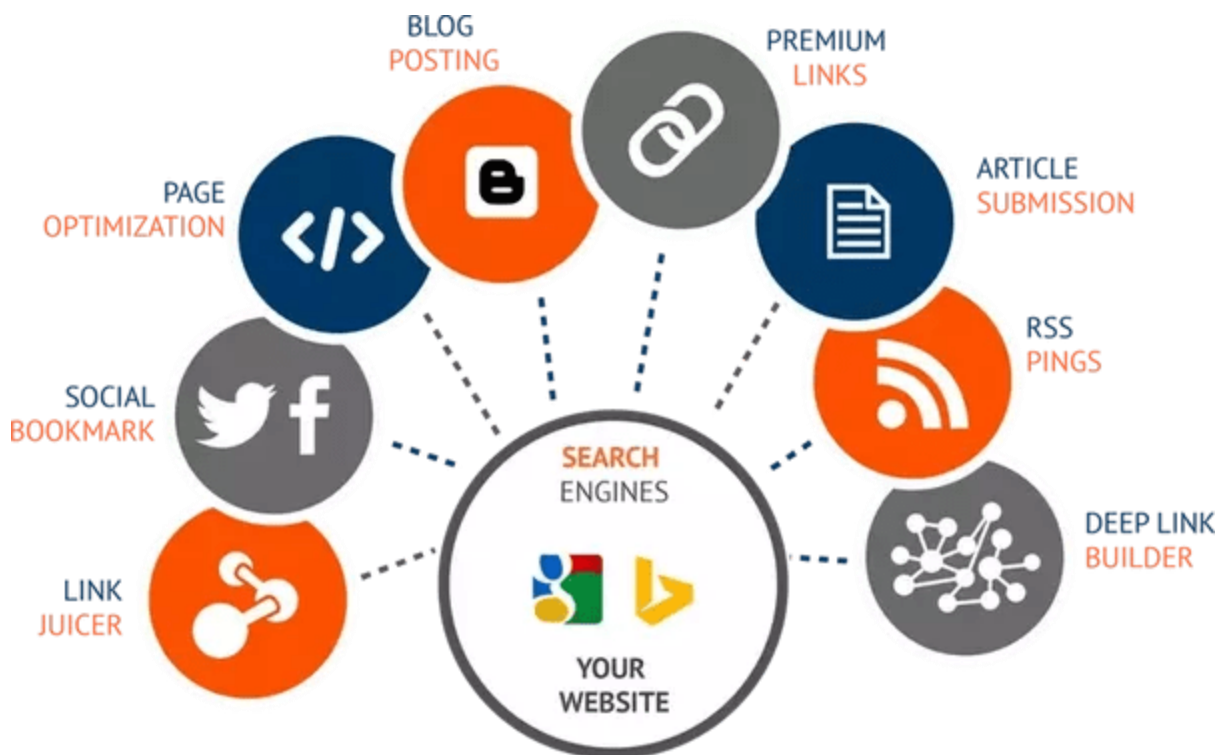 BLOG
POSTING
PREMIUM
LINKS
PAGE
OPTIMIZATION
ARTICLE
SUBMISSION
SOCIAL
BOOKMARK
RSS
PINGS
LINK
JUICER
DEEP LINK
BUILDER
SEARCH
ENGINES
YOUR
WEBSITE